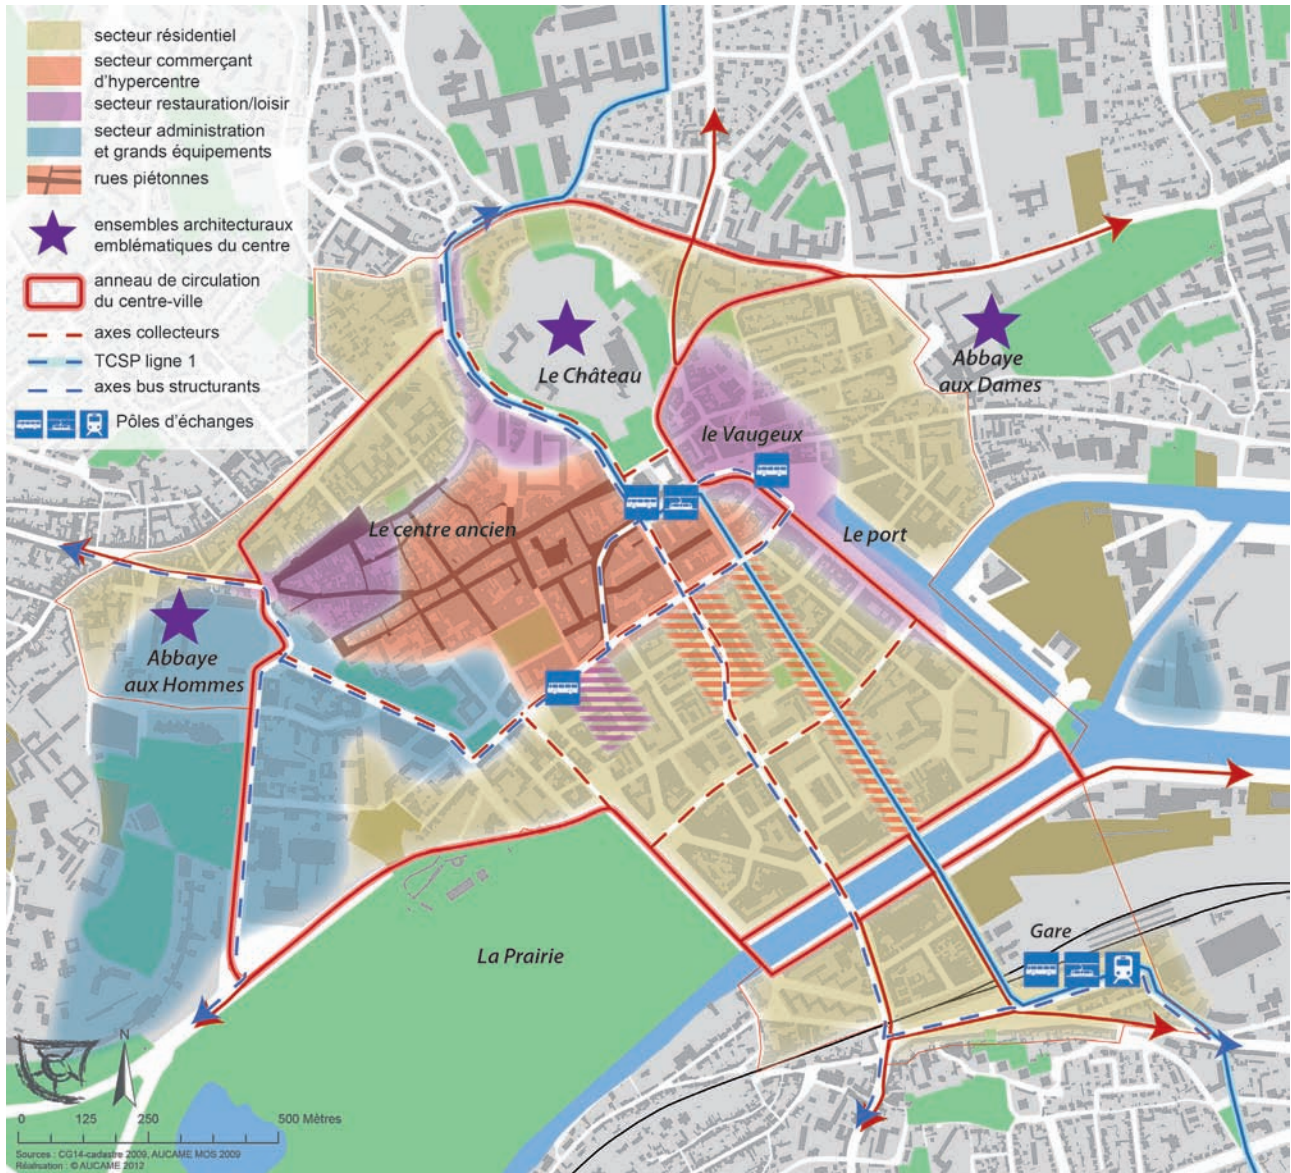 secteur résidentiel
secteur commerçant
d'hypercentre
secteur restauration/loisir
secteur administration
et grands équipements
rues piétonnes
ensembles architecturaux
emblématiques du centre
anneau de circulation
du centre-ville
axes collecteurs
TCSP ligne 1
axes bus structurants
Pôles d'échanges
Le Château
Abbaye
aux Dames
le Vaugeux
Le centre ancien
Le port
Abbaye
aux Hommes
La Prairie
Gare
N
0 125 250 500 Mètres
Sources : CG14-cadastre 2009, AUCAME MOS 2009
Réalisation : © AUCAME 2012